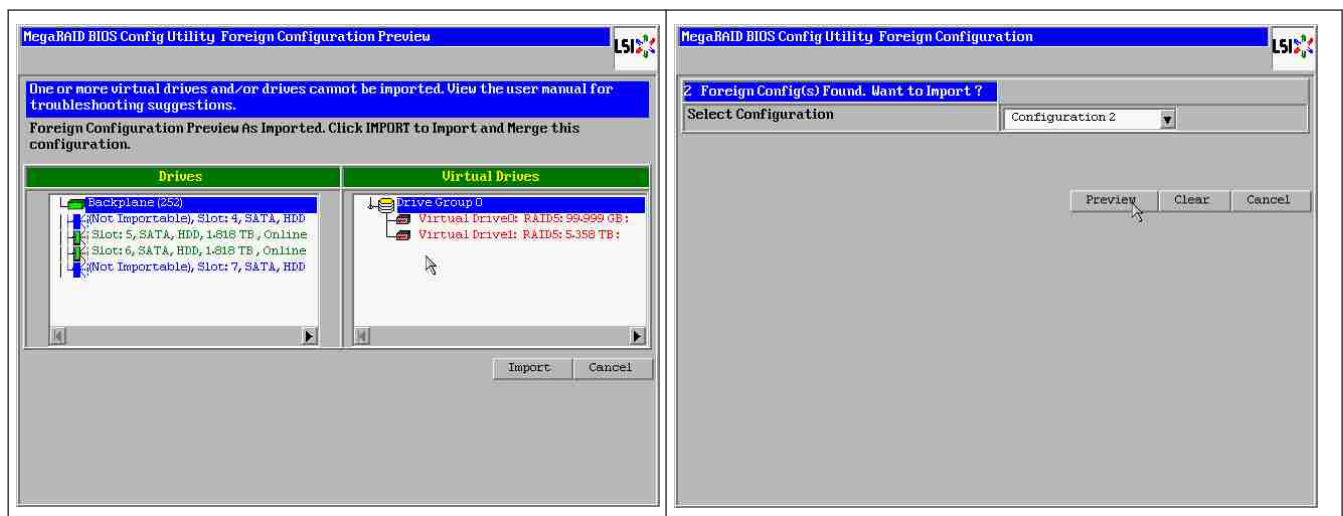 MegaRAID BIOS Config Utility Foreign Configuration Preview
LSI
One or more virtual drives and/or drives cannot be imported. View the user manual for
troubleshooting suggestions.
Foreign Configuration Preview As Imported. Click IMPORT to Import and Merge this
configuration.
Drives
Virtual Drives
Backplane (252)
(Not Importable), Slot: 4, SATA, HDD
Slot: 5, SATA, HDD, 1.818 TB, Online
Slot: 6, SATA, HDD, 1.818 TB, Online
(Not Importable), Slot: 7, SATA, HDD
Drive Group 0
Virtual Drive0: RAID5: 99.999 GB:
Virtual Drive1: RAID5: 5.358 TB:
Import Cancel
MegaRAID BIOS Config Utility Foreign Configuration
LSI
2 Foreign Config(s) Found. Want to Import ?
Select Configuration
Configuration 2
Preview Clear Cancel